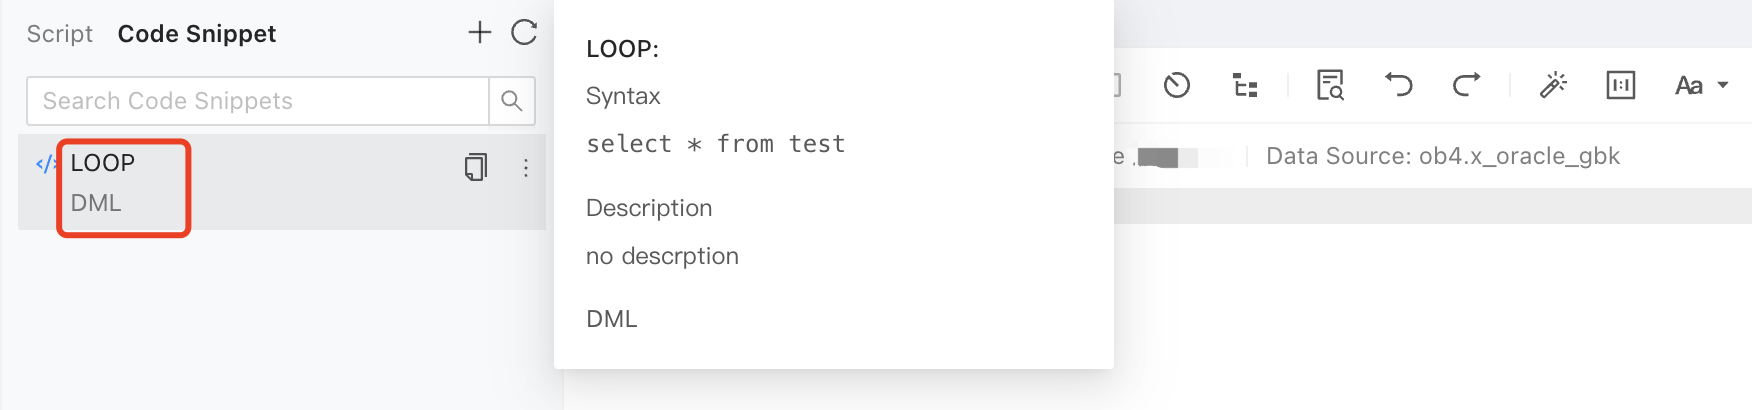 Script Code Snippet
Search Code Snippets
</> LOOP
DML
LOOP:
Syntax
select * from test
Description
no descrption
DML
Aa
Data Source: ob4.x_oracle_gbk